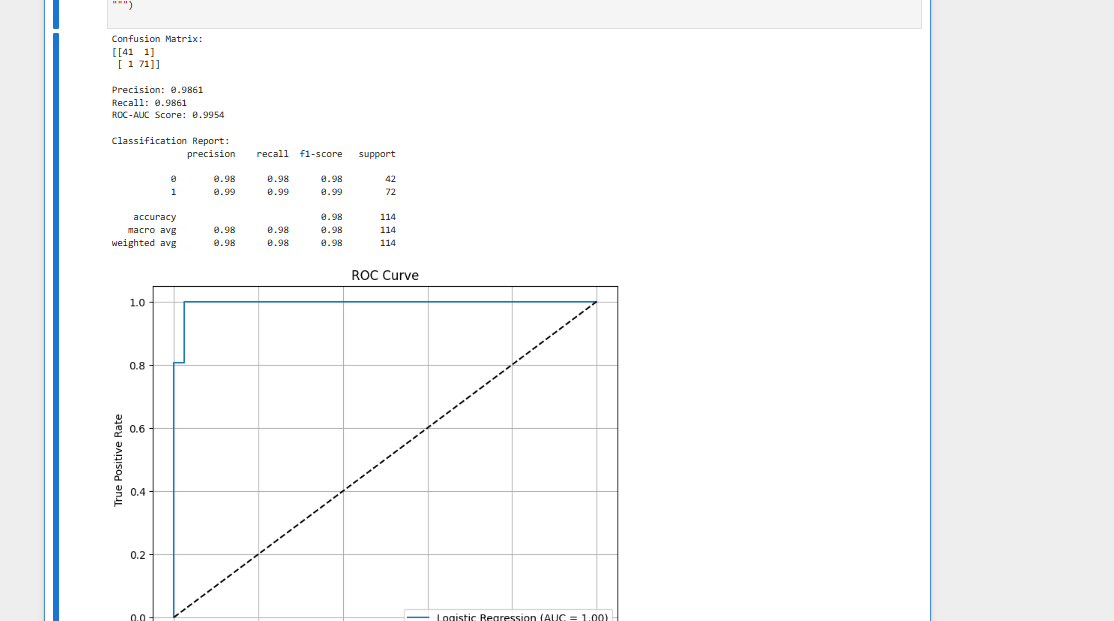 """)
Confusion Matrix:
[[41 1]
[ 1 71]]
Precision: 0.9861
Recall: 0.9861
ROC-AUC Score: 0.9954
Classification Report:
precision recall f1-score support
0 0.98 0.98 0.98 42
1 0.99 0.99 0.99 72
accuracy 0.98 114
macro avg 0.98 0.98 0.98 114
weighted avg 0.98 0.98 0.98 114
ROC Curve
1.0
0.8
0.6
0.4
0.2
0.0
True Positive Rate
Logistic Regression (AUC = 1.00)